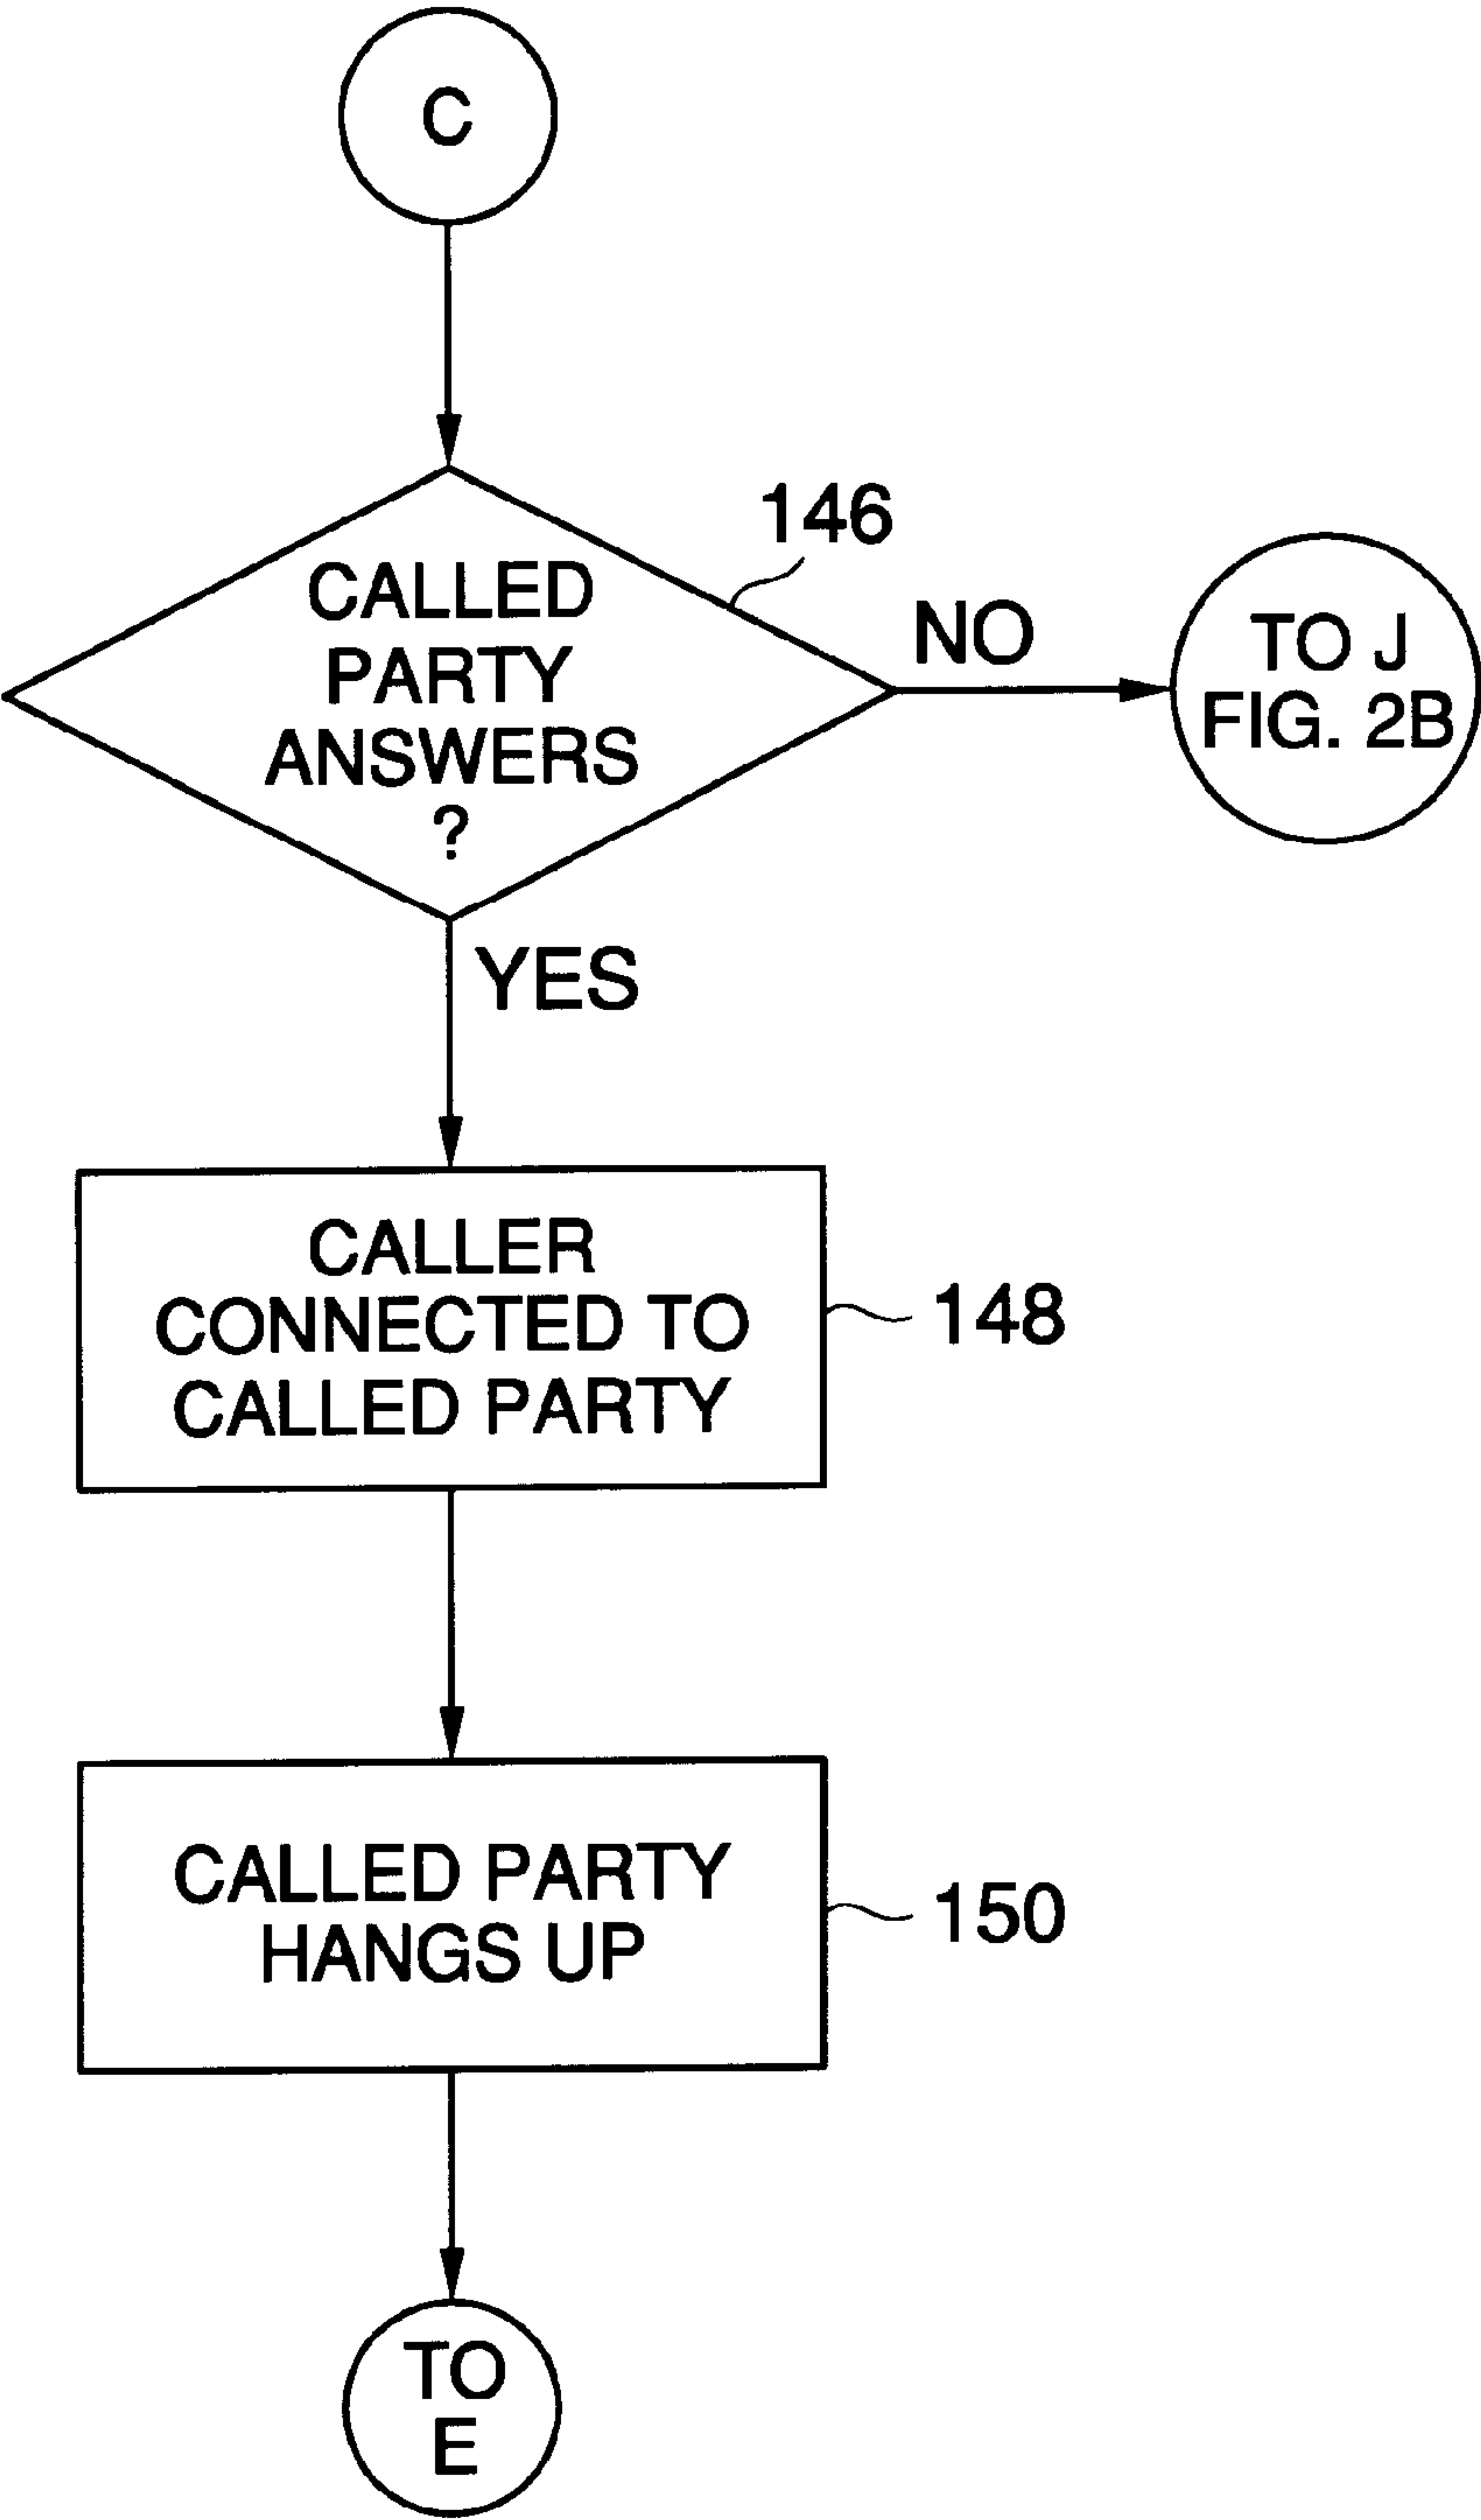 C
146
CALLED
PARTY
ANSWERS
?
NO
TO J
FIG. 2B
YES
CALLER
CONNECTED TO
CALLED PARTY
148
CALLED PARTY
HANGS UP
150
TO
E